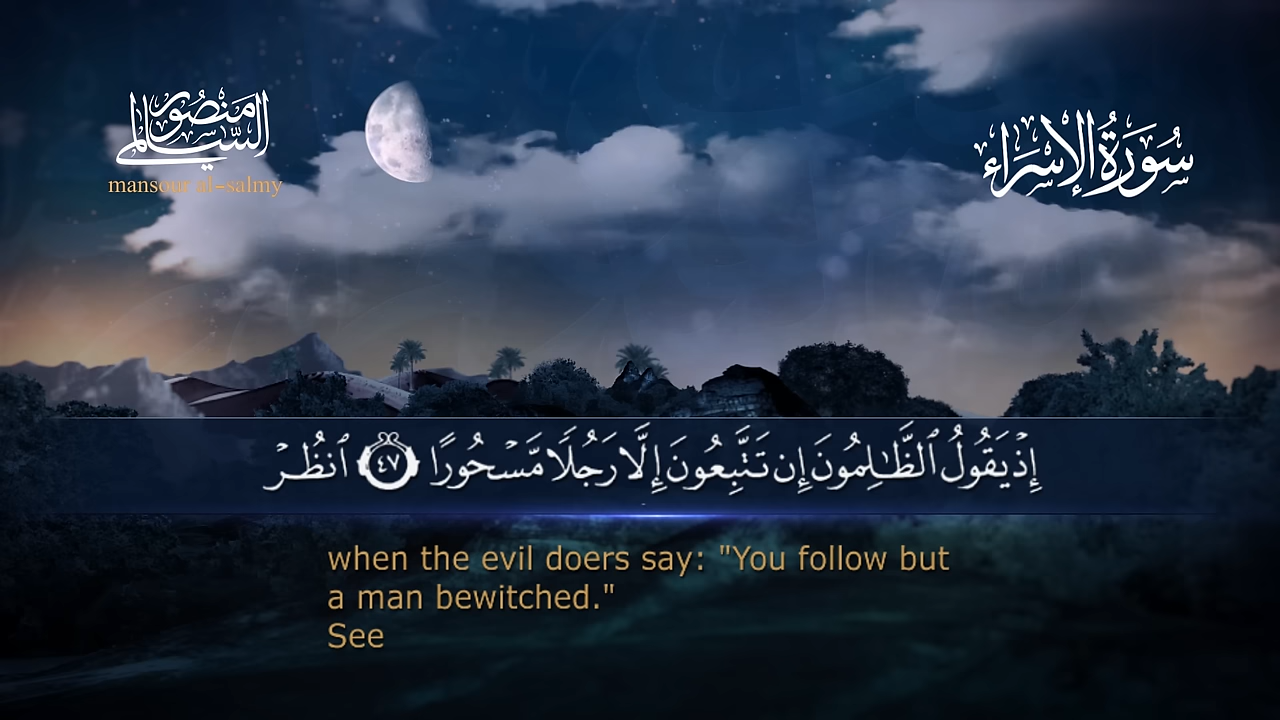 منصور السالمي
mansour al-salmy
سُورَةُ الإِسْرَاء
إِذْ يَقُولُ ٱلظَّـٰلِمُونَ إِن تَتَّبِعُونَ إِلَّا رَجُلًا مَّسْحُورًا ٤٧ ٱنظُرْ
when the evil doers say: "You follow but
a man bewitched."
See